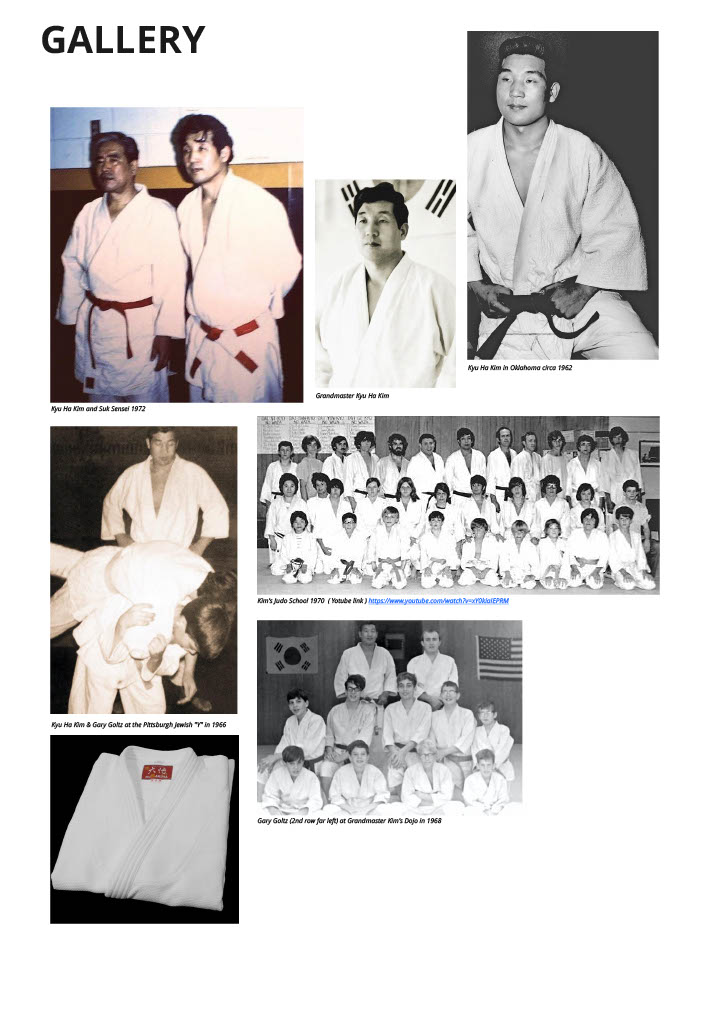 GALLERY
Kyu Ha Kim and Suk Sensei 1972
Grandmaster Kyu Ha Kim
Kyu Ha Kim in Oklahoma circa 1962
Kim's Judo School 1970 ( Yotube link ) https://www.youtube.com/watch?v=xY0kIalEPRM
Kyu Ha Kim & Gary Goltz at the Pittsburgh Jewish "Y" in 1966
Gary Goltz (2nd row far left) at Grandmaster Kim's Dojo in 1968